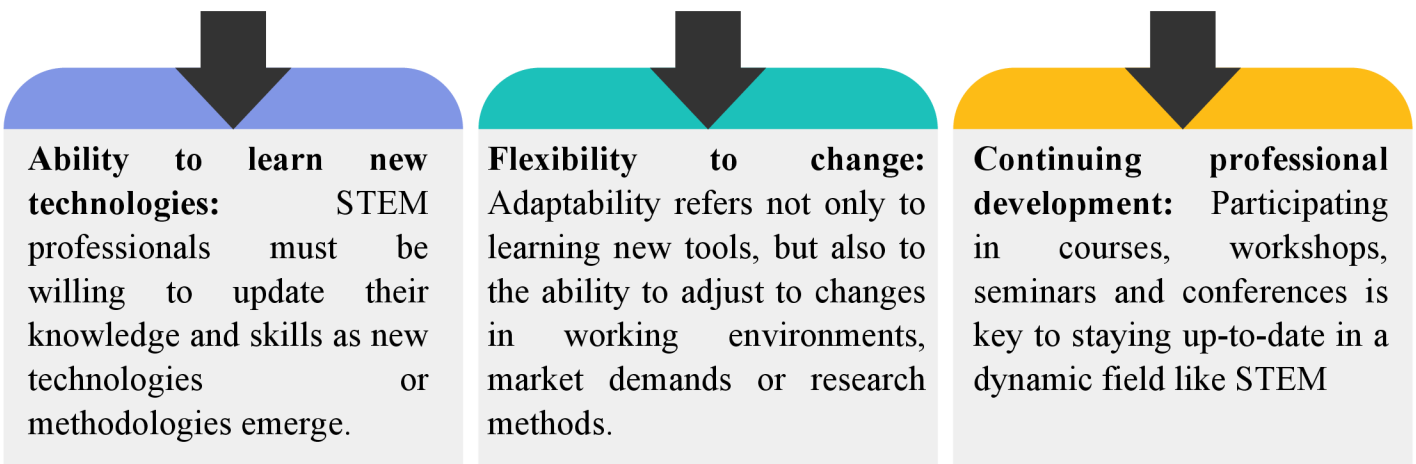 Ability to learn new
technologies: STEM
professionals must be
willing to update their
knowledge and skills as new
technologies or
methodologies emerge.
Flexibility to change:
Adaptability refers not only to
learning new tools, but also to
the ability to adjust to changes
in working environments,
market demands or research
methods.
Continuing professional
development: Participating
in courses, workshops,
seminars and conferences is
key to staying up-to-date in a
dynamic field like STEM